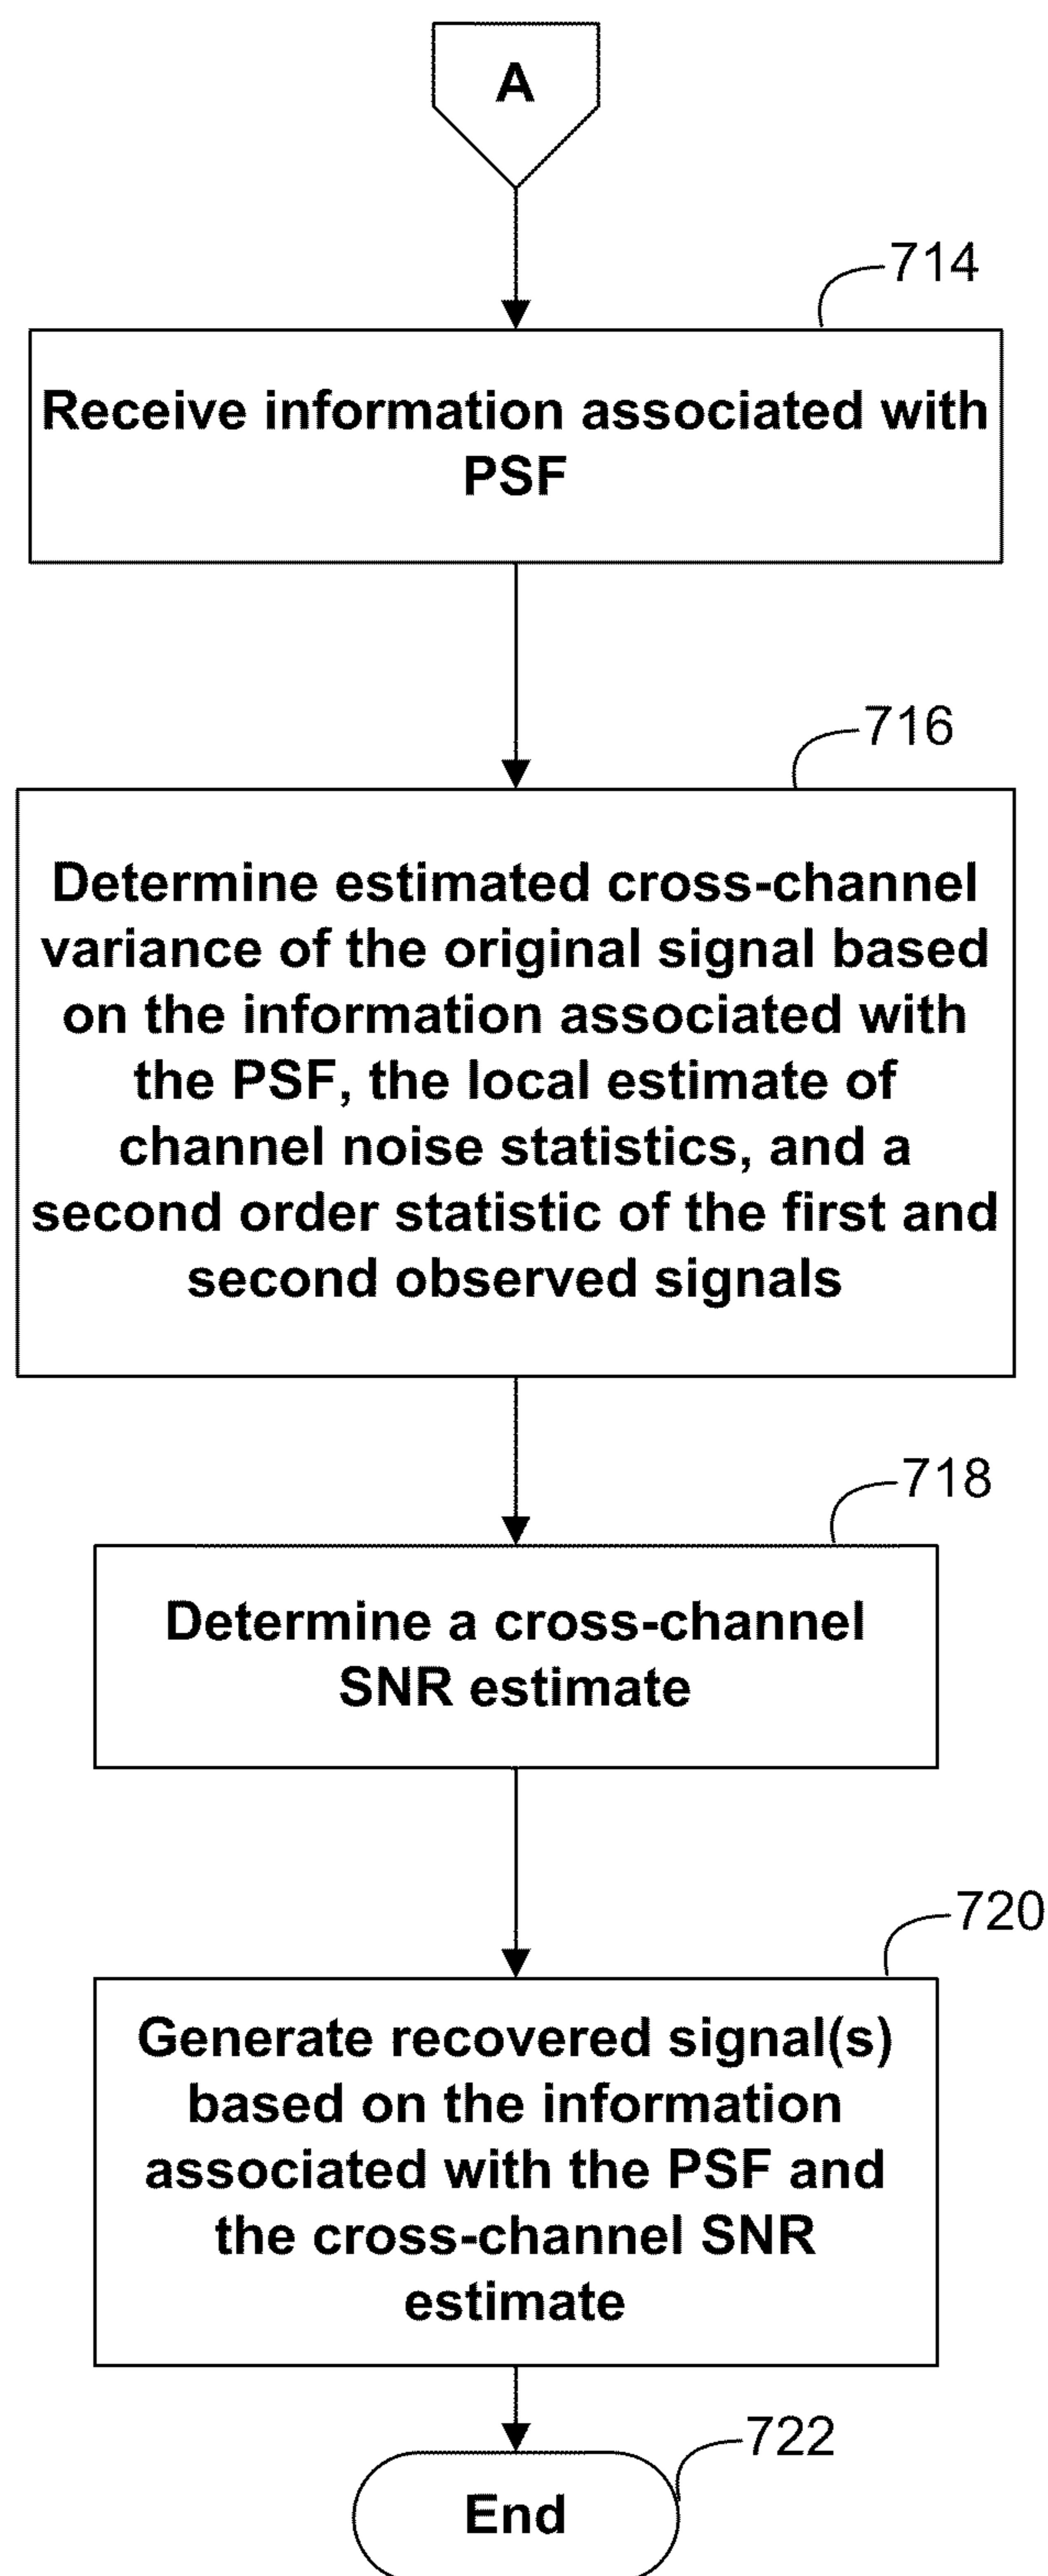 A
714
Receive information associated with
PSF
716
Determine estimated cross-channel
variance of the original signal based
on the information associated with
the PSF, the local estimate of
channel noise statistics, and a
second order statistic of the first and
second observed signals
718
Determine a cross-channel
SNR estimate
720
Generate recovered signal(s)
based on the information
associated with the PSF and
the cross-channel SNR
estimate
722
End